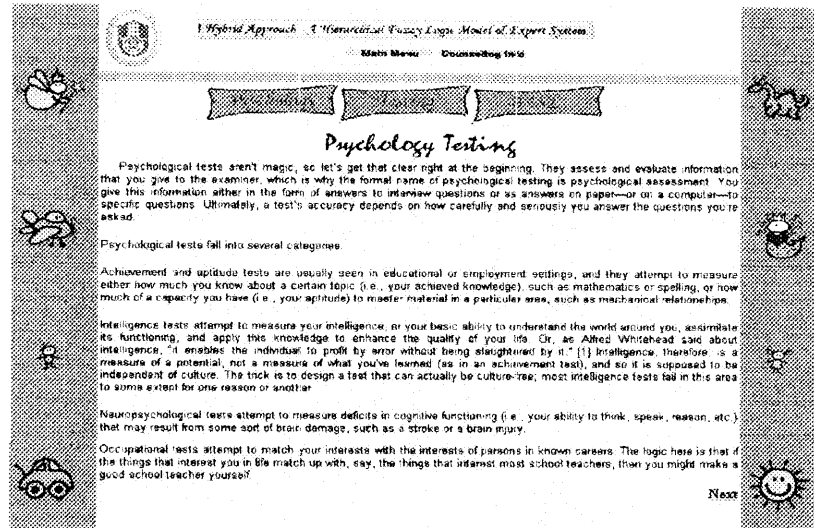 A Hybrid Approach A Hierarchical Fuzzy Logic Model of Expert System
Main Menu Counseling Info
Psychology Testing
Psychological tests aren't magic, so let's get that clear right at the beginning. They assess and evaluate information
that you give to the examiner, which is why the formal name of psychological testing is psychological assessment. You
give this information either in the form of answers to interview questions or as answers on paper—or on a computer—to
specific questions. Ultimately, a test's accuracy depends on how carefully and seriously you answer the questions you're
asked.
Psychological tests fall into several categories.
Achievement and aptitude tests are usually seen in educational or employment settings, and they attempt to measure
either how much you know about a certain topic (i.e., your achieved knowledge), such as mathematics or spelling, or how
much of a capacity you have (i.e., your aptitude) to master material in a particular area, such as mechanical relationships.
Intelligence tests attempt to measure your intelligence, or your basic ability to understand the world around you, assimilate
its functioning, and apply this knowledge to enhance the quality of your life. Or, as Alfred Whitehead said about
intelligence, "it enables the individual to profit by error without being slaughtered by it." [1] Intelligence, therefore, is a
measure of a potential, not a measure of what you've learned (as in an achievement test), and so it is supposed to be
independent of culture. The trick is to design a test that can actually be culture-free; most intelligence tests fail in this area
to some extent for one reason or another.
Neuropsychological tests attempt to measure deficits in cognitive functioning (i.e., your ability to think, speak, reason, etc.)
that may result from some sort of brain damage, such as a stroke or a brain injury.
Occupational tests attempt to match your interests with the interests of persons in known careers. The logic here is that if
the things that interest you in life match up with, say, the things that interest most school teachers, then you might make a
good school teacher yourself.
Next